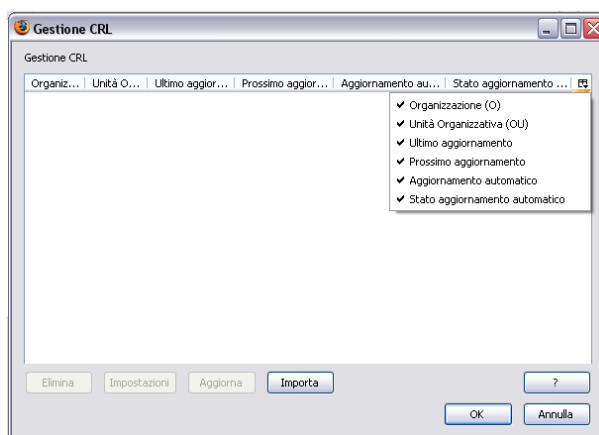 Gestione CRL
Gestione CRL
Organiz... Unità O... Ultimo aggior... Prossimo aggior... Aggiornamento au... Stato aggiornamento ...
Organizzazione (O)
Unità Organizzativa (OU)
Ultimo aggiornamento
Prossimo aggiornamento
Aggiornamento automatico
Stato aggiornamento automatico
Elimina Impostazioni Aggiorna Importa ?
OK Annulla